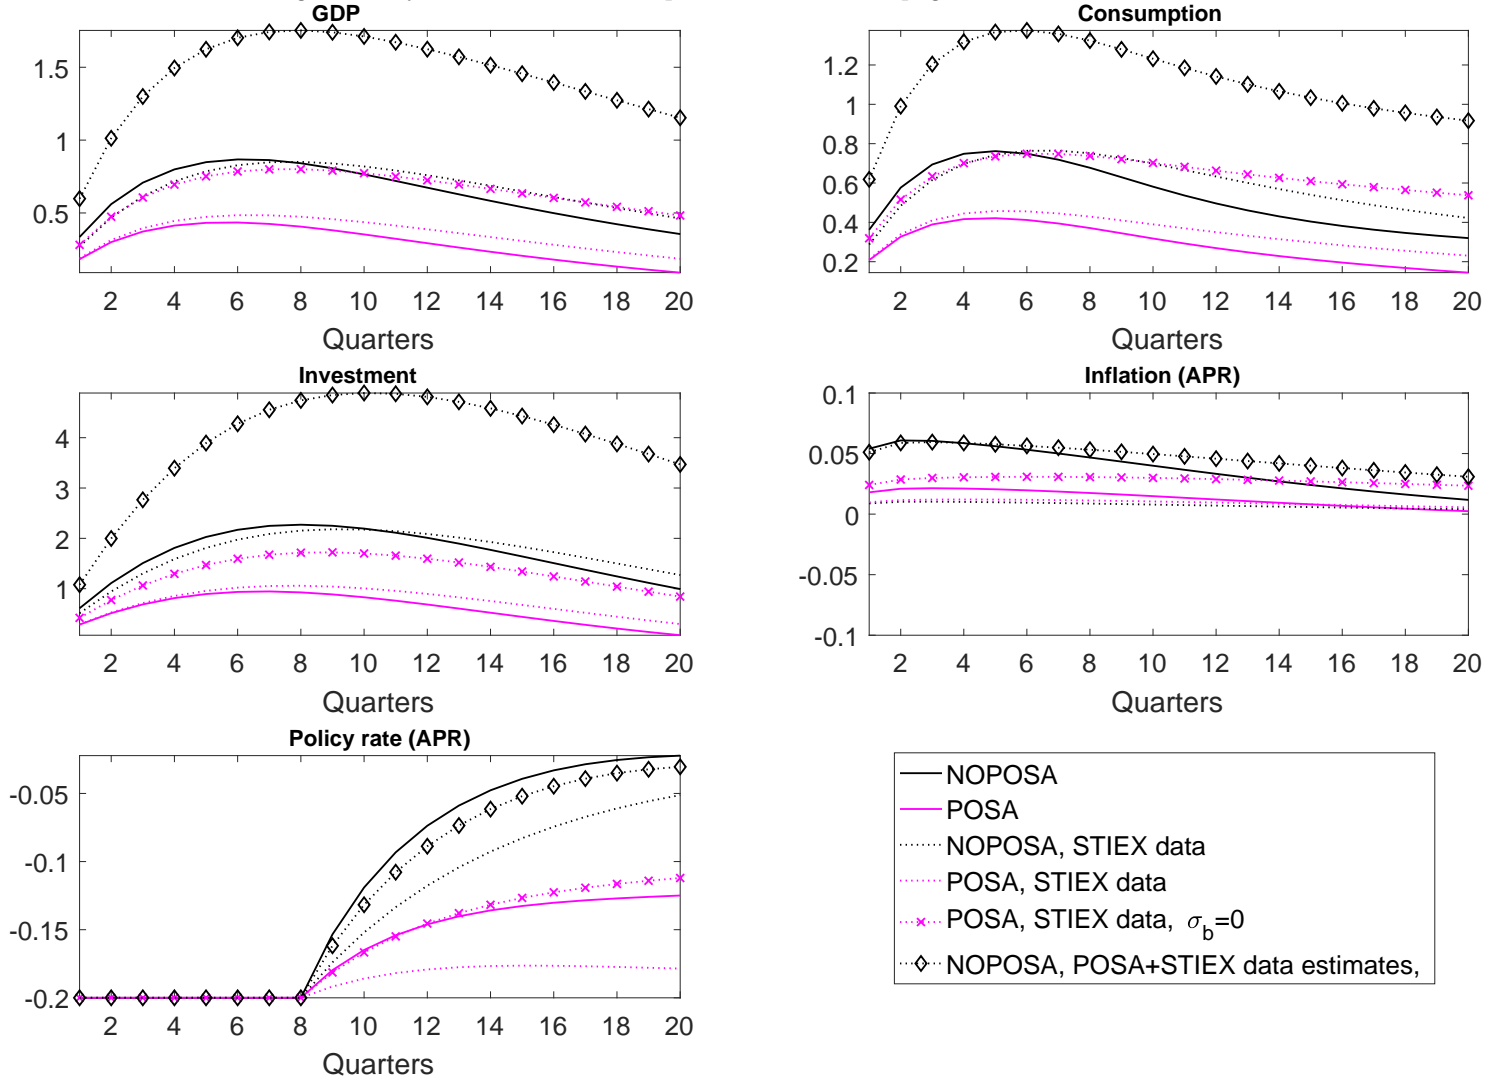 GDP
1.5
1
0.5
2 4 6 8 10 12 14 16 18 20
Quarters
Consumption
1.2
1
0.8
0.6
0.4
0.2
2 4 6 8 10 12 14 16 18 20
Quarters
Investment
4
3
2
1
2 4 6 8 10 12 14 16 18 20
Quarters
Inflation (APR)
0.1
0.05
0
-0.05
-0.1
2 4 6 8 10 12 14 16 18 20
Quarters
Policy rate (APR)
-0.05
-0.1
-0.15
-0.2
2 4 6 8 10 12 14 16 18 20
Quarters
NOPOSA
POSA
NOPOSA, STIEX data
POSA, STIEX data
POSA, STIEX data, σ_b=0
NOPOSA, POSA+STIEX data estimates,